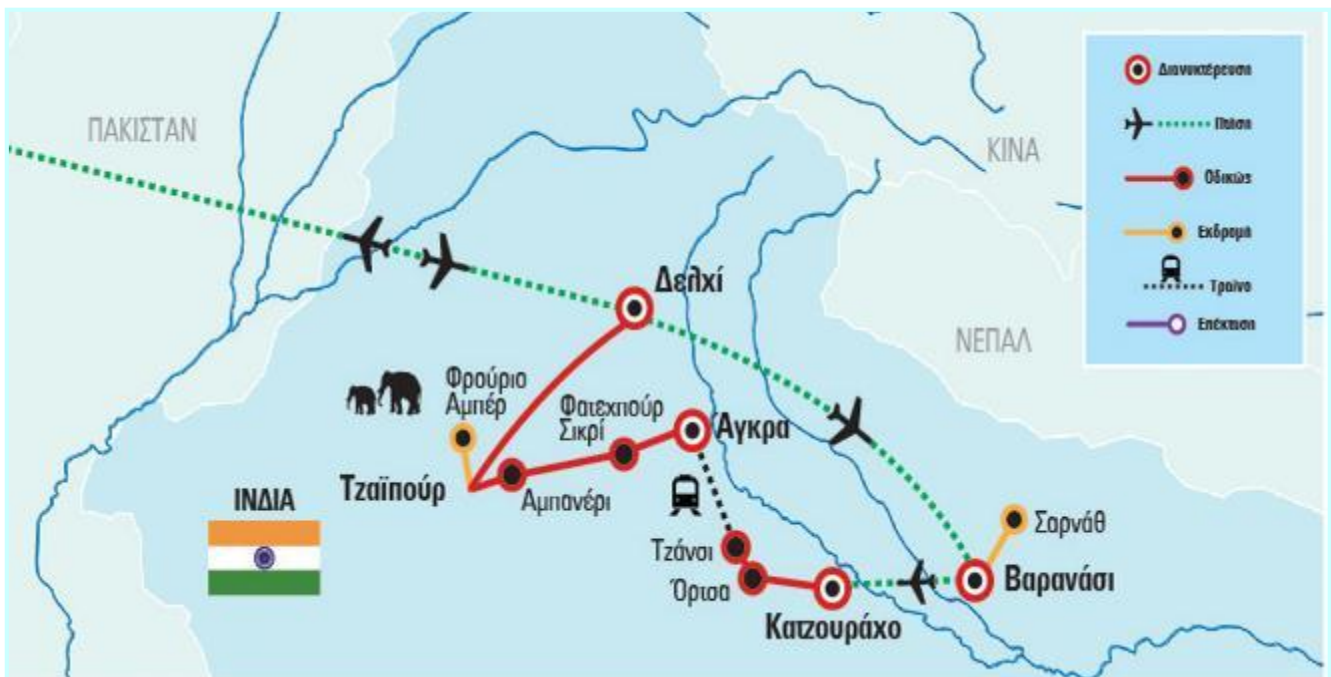 ΠΑΚΙΣΤΑΝ
ΚΙΝΑ
ΝΕΠΑΛ
Διανυκτέρευση
Πτήση
Οδικώς
Εκδρομή
Τραίνο
Επέκταση
Δελχί
Φρούριο
Αμπέρ
Φατεχπούρ
Σικρί
Άγκρα
Τζαϊπούρ
Αμπανέρι
ΙΝΔΙΑ
Τζάνσι
Όρτσα
Κατζουράχο
Σαρνάθ
Βαρανάσι